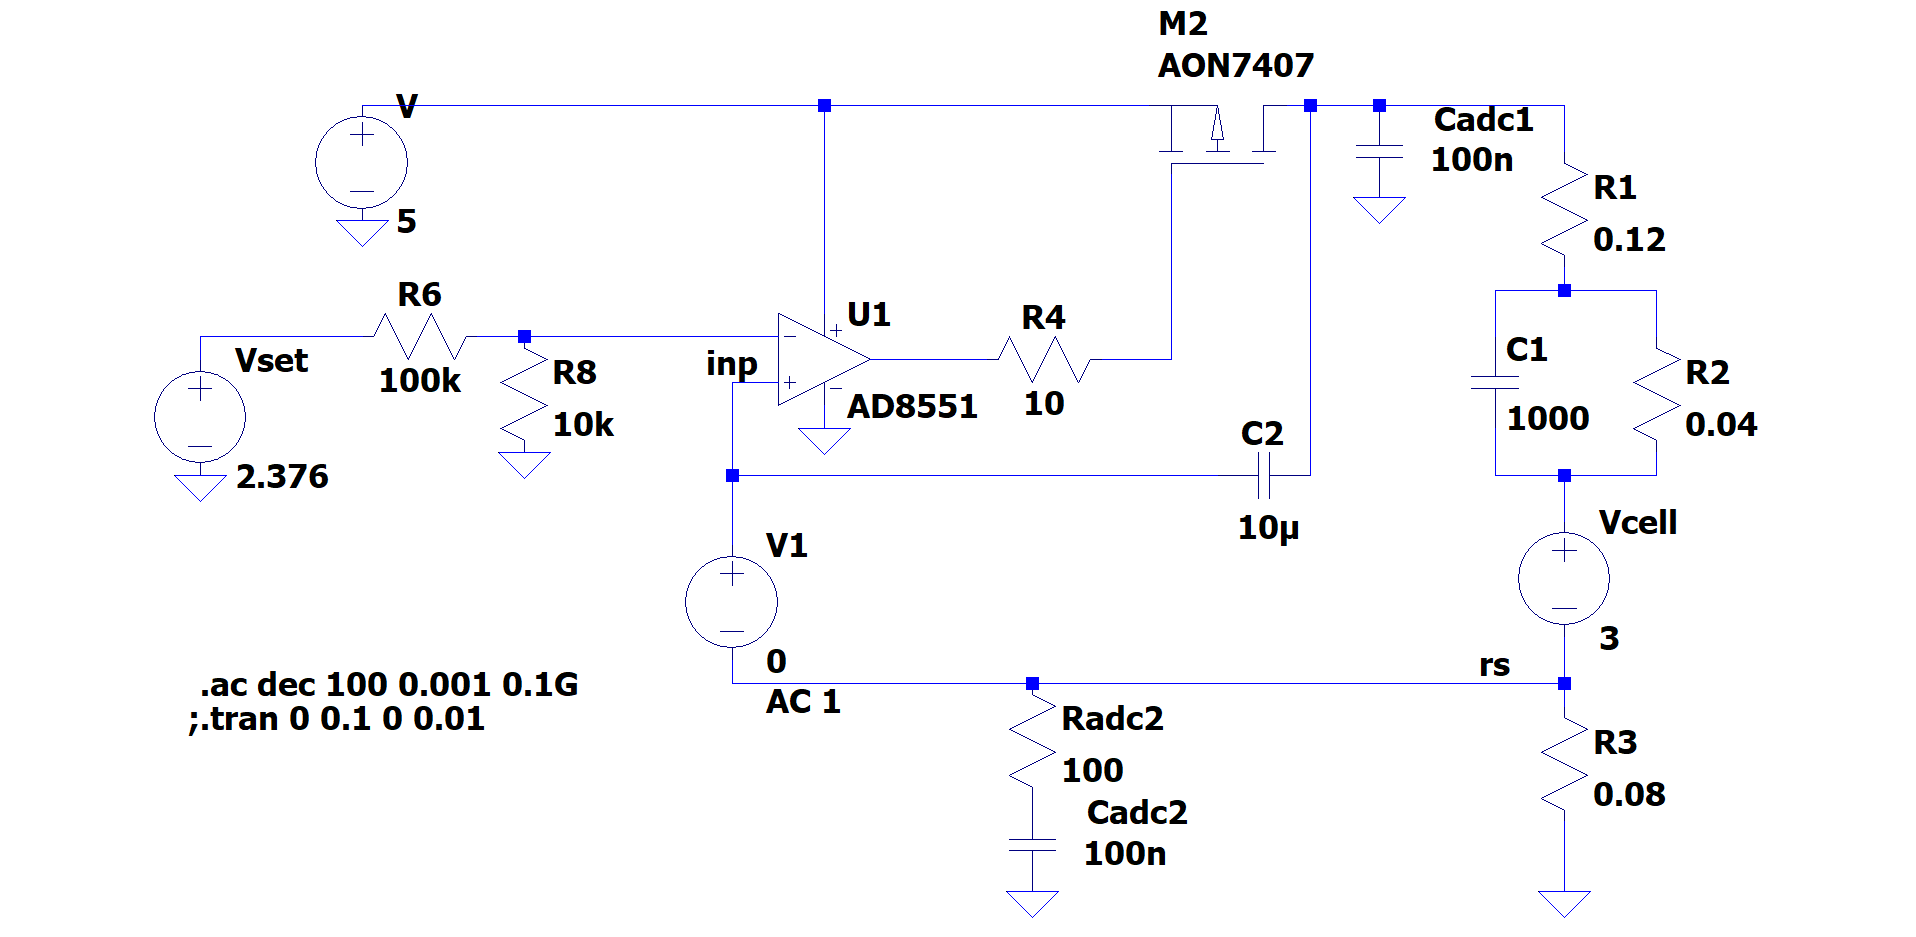 M2
AON7407
V
5
Cadc1
100n
R1
0.12
R6
100k
Vset
2.376
R8
10k
inp
U1
AD8551
R4
10
C1
1000
R2
0.04
C2
10µ
V1
0
AC 1
Vcell
3
rs
.ac dec 100 0.001 0.1G
;.tran 0 0.1 0 0.01
Radc2
100
Cadc2
100n
R3
0.08